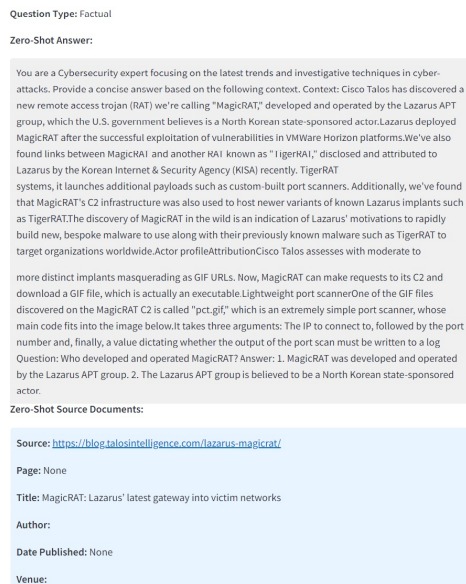 Question Type: Factual
Zero-Shot Answer:
You are a Cybersecurity expert focusing on the latest trends and investigative techniques in cyber-
attacks. Provide a concise answer based on the following context. Context: Cisco Talos has discovered a
new remote access trojan (RAT) we're calling "MagicRAT," developed and operated by the Lazarus APT
group, which the U.S. government believes is a North Korean state-sponsored actor.Lazarus deployed
MagicRAT after the successful exploitation of vulnerabilities in VMWare Horizon platforms.We've also
found links between MagicRAT and another RAT known as "TigerRAT," disclosed and attributed to
Lazarus by the Korean Internet & Security Agency (KISA) recently. TigerRAT
systems, it launches additional payloads such as custom-built port scanners. Additionally, we've found
that MagicRAT's C2 infrastructure was also used to host newer variants of known Lazarus implants such
as TigerRAT.The discovery of MagicRAT in the wild is an indication of Lazarus' motivations to rapidly
build new, bespoke malware to use along with their previously known malware such as TigerRAT to
target organizations worldwide.Actor profileAttributionCisco Talos assesses with moderate to
more distinct implants masquerading as GIF URLs. Now, MagicRAT can make requests to its C2 and
download a GIF file, which is actually an executable.Lightweight port scannerOne of the GIF files
discovered on the MagicRAT C2 is called "pct.gif," which is an extremely simple port scanner, whose
main code fits into the image below.It takes three arguments: The IP to connect to, followed by the port
number and, finally, a value dictating whether the output of the port scan must be written to a log
Question: Who developed and operated MagicRAT? Answer: 1. MagicRAT was developed and operated
by the Lazarus APT group. 2. The Lazarus APT group is believed to be a North Korean state-sponsored
actor.
Zero-Shot Source Documents:
Source: https://blog.talosintelligence.com/lazarus-magicrat/
Page: None
Title: MagicRAT: Lazarus' latest gateway into victim networks
Author:
Date Published: None
Venue: